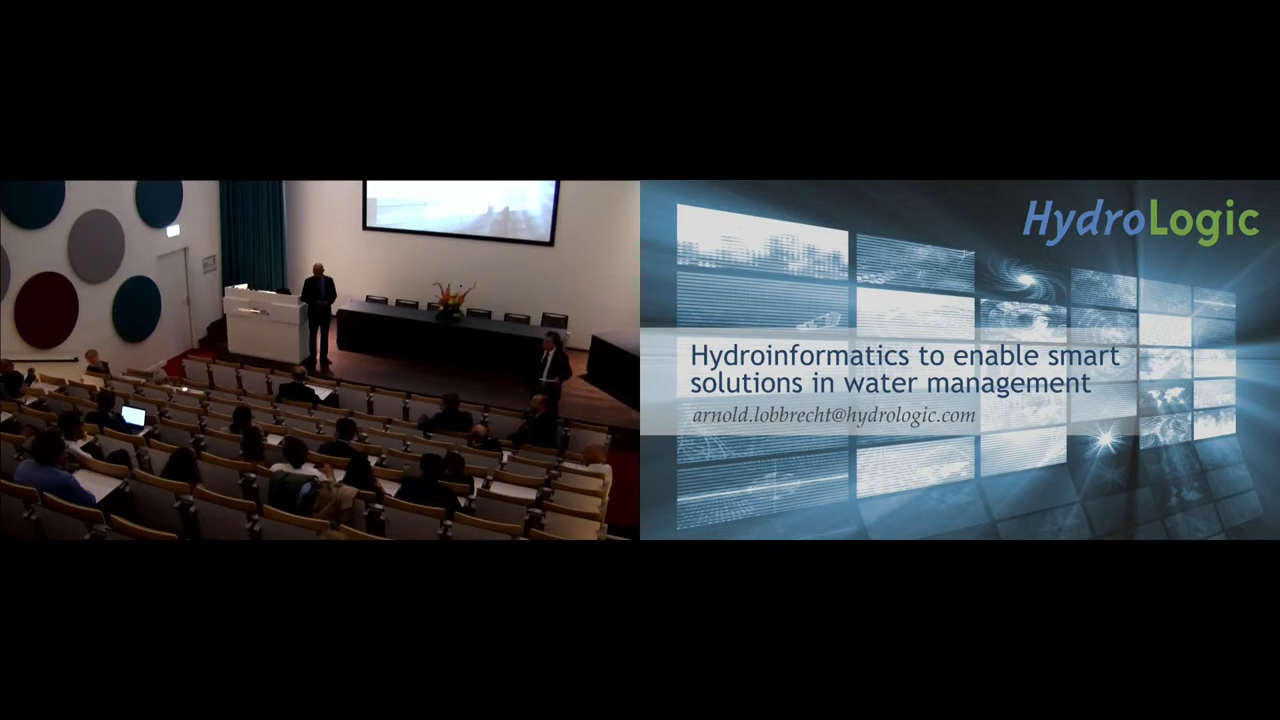 HydroLogic
Hydroinformatics to enable smart
solutions in water management
arnold.lobbrecht@hydrologic.com